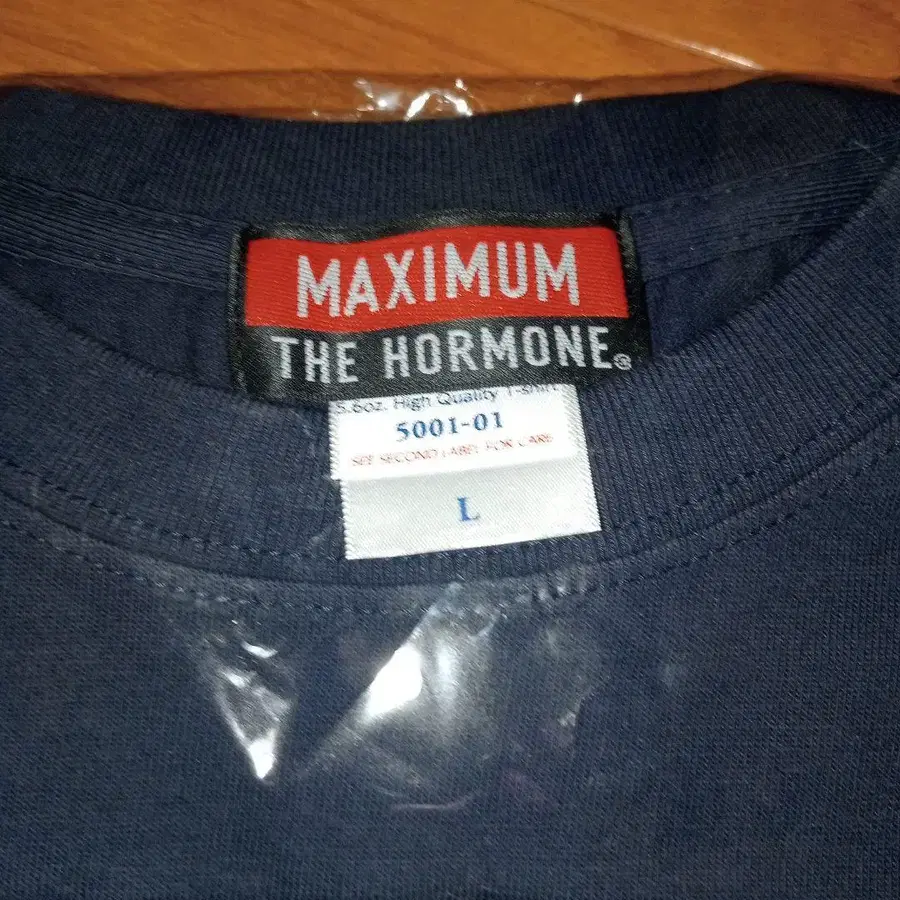 MAXIMUM
THE HORMONE®
5.6oz. High Quality T-shirt
5001-01
SEE SECOND LABEL FOR CARE
L